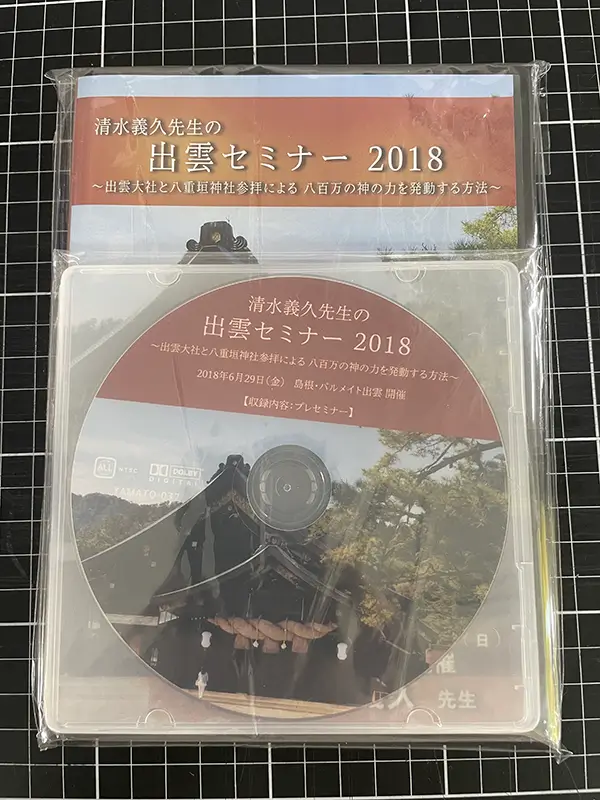 清水義久先生の
出雲セミナー 2018
～出雲大社と八重垣神社参拝による 八百万の神の力を発動する方法～
清水義久先生の
出雲セミナー 2018
～出雲大社と八重垣神社参拝による 八百万の神の力を発動する方法～
2018年6月29日(金) 島根・パルメイト出雲 開催
【収録内容:プレセミナー】
ALL NTSC DOLBY
DIGITAL
YAMATO-037
(日)
催
先生